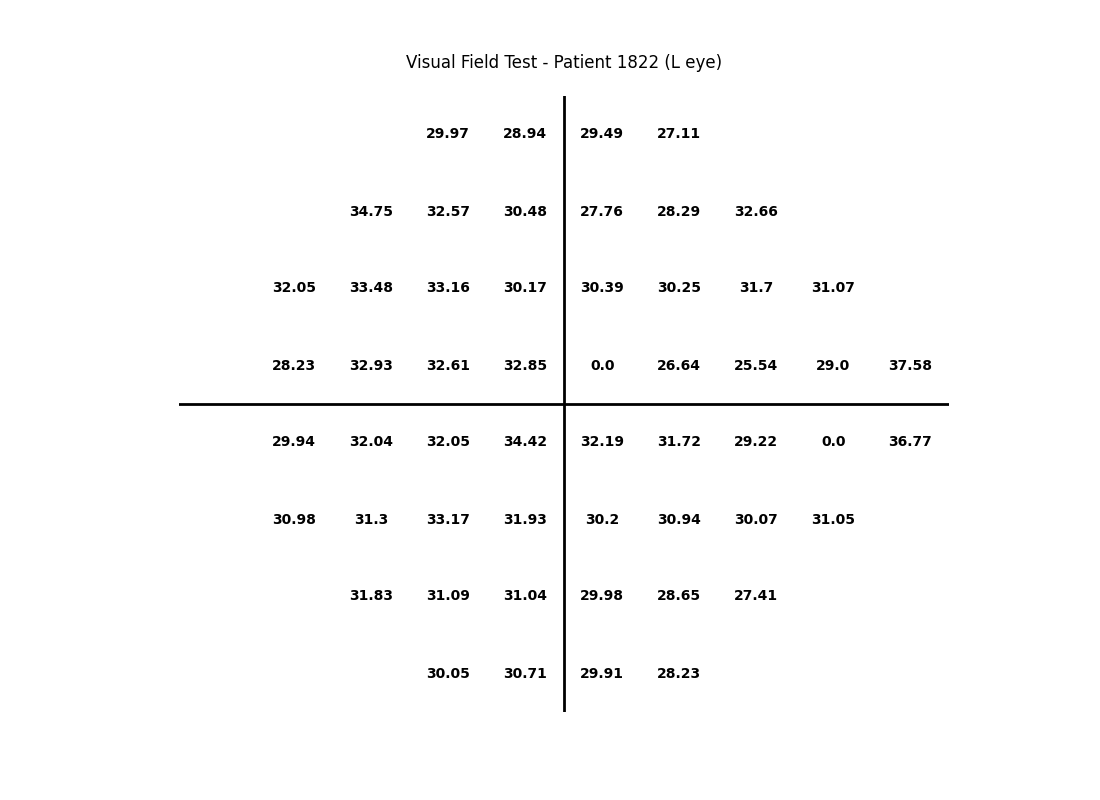 Visual Field Test - Patient 1822 (L eye)
29.97 28.94 29.49 27.11
34.75 32.57 30.48 27.76 28.29 32.66
32.05 33.48 33.16 30.17 30.39 30.25 31.7 31.07
28.23 32.93 32.61 32.85 0.0 26.64 25.54 29.0 37.58
29.94 32.04 32.05 34.42 32.19 31.72 29.22 0.0 36.77
30.98 31.3 33.17 31.93 30.2 30.94 30.07 31.05
31.83 31.09 31.04 29.98 28.65 27.41
30.05 30.71 29.91 28.23